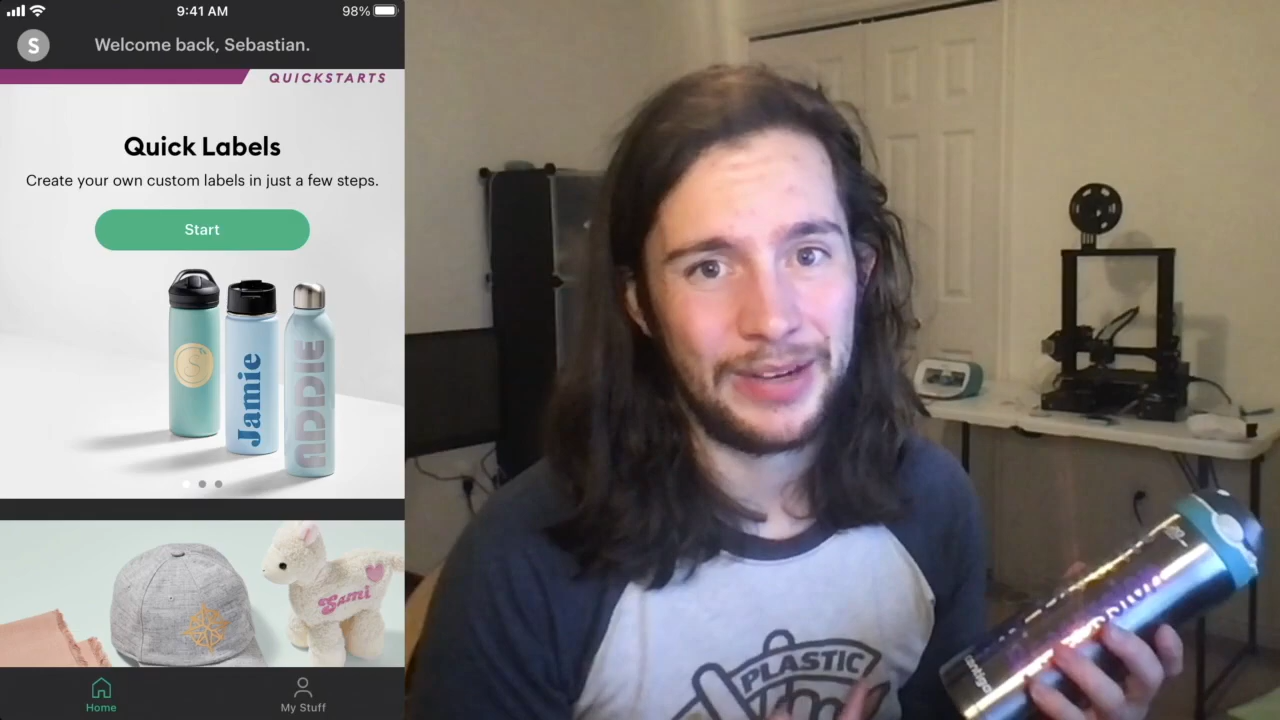 9:41 AM
98%
S
Welcome back, Sebastian.
QUICKSTARTS
Quick Labels
Create your own custom labels in just a few steps.
Start
S
Jamie
ADDIE
Sami
Home
My Stuff
PLASTIC